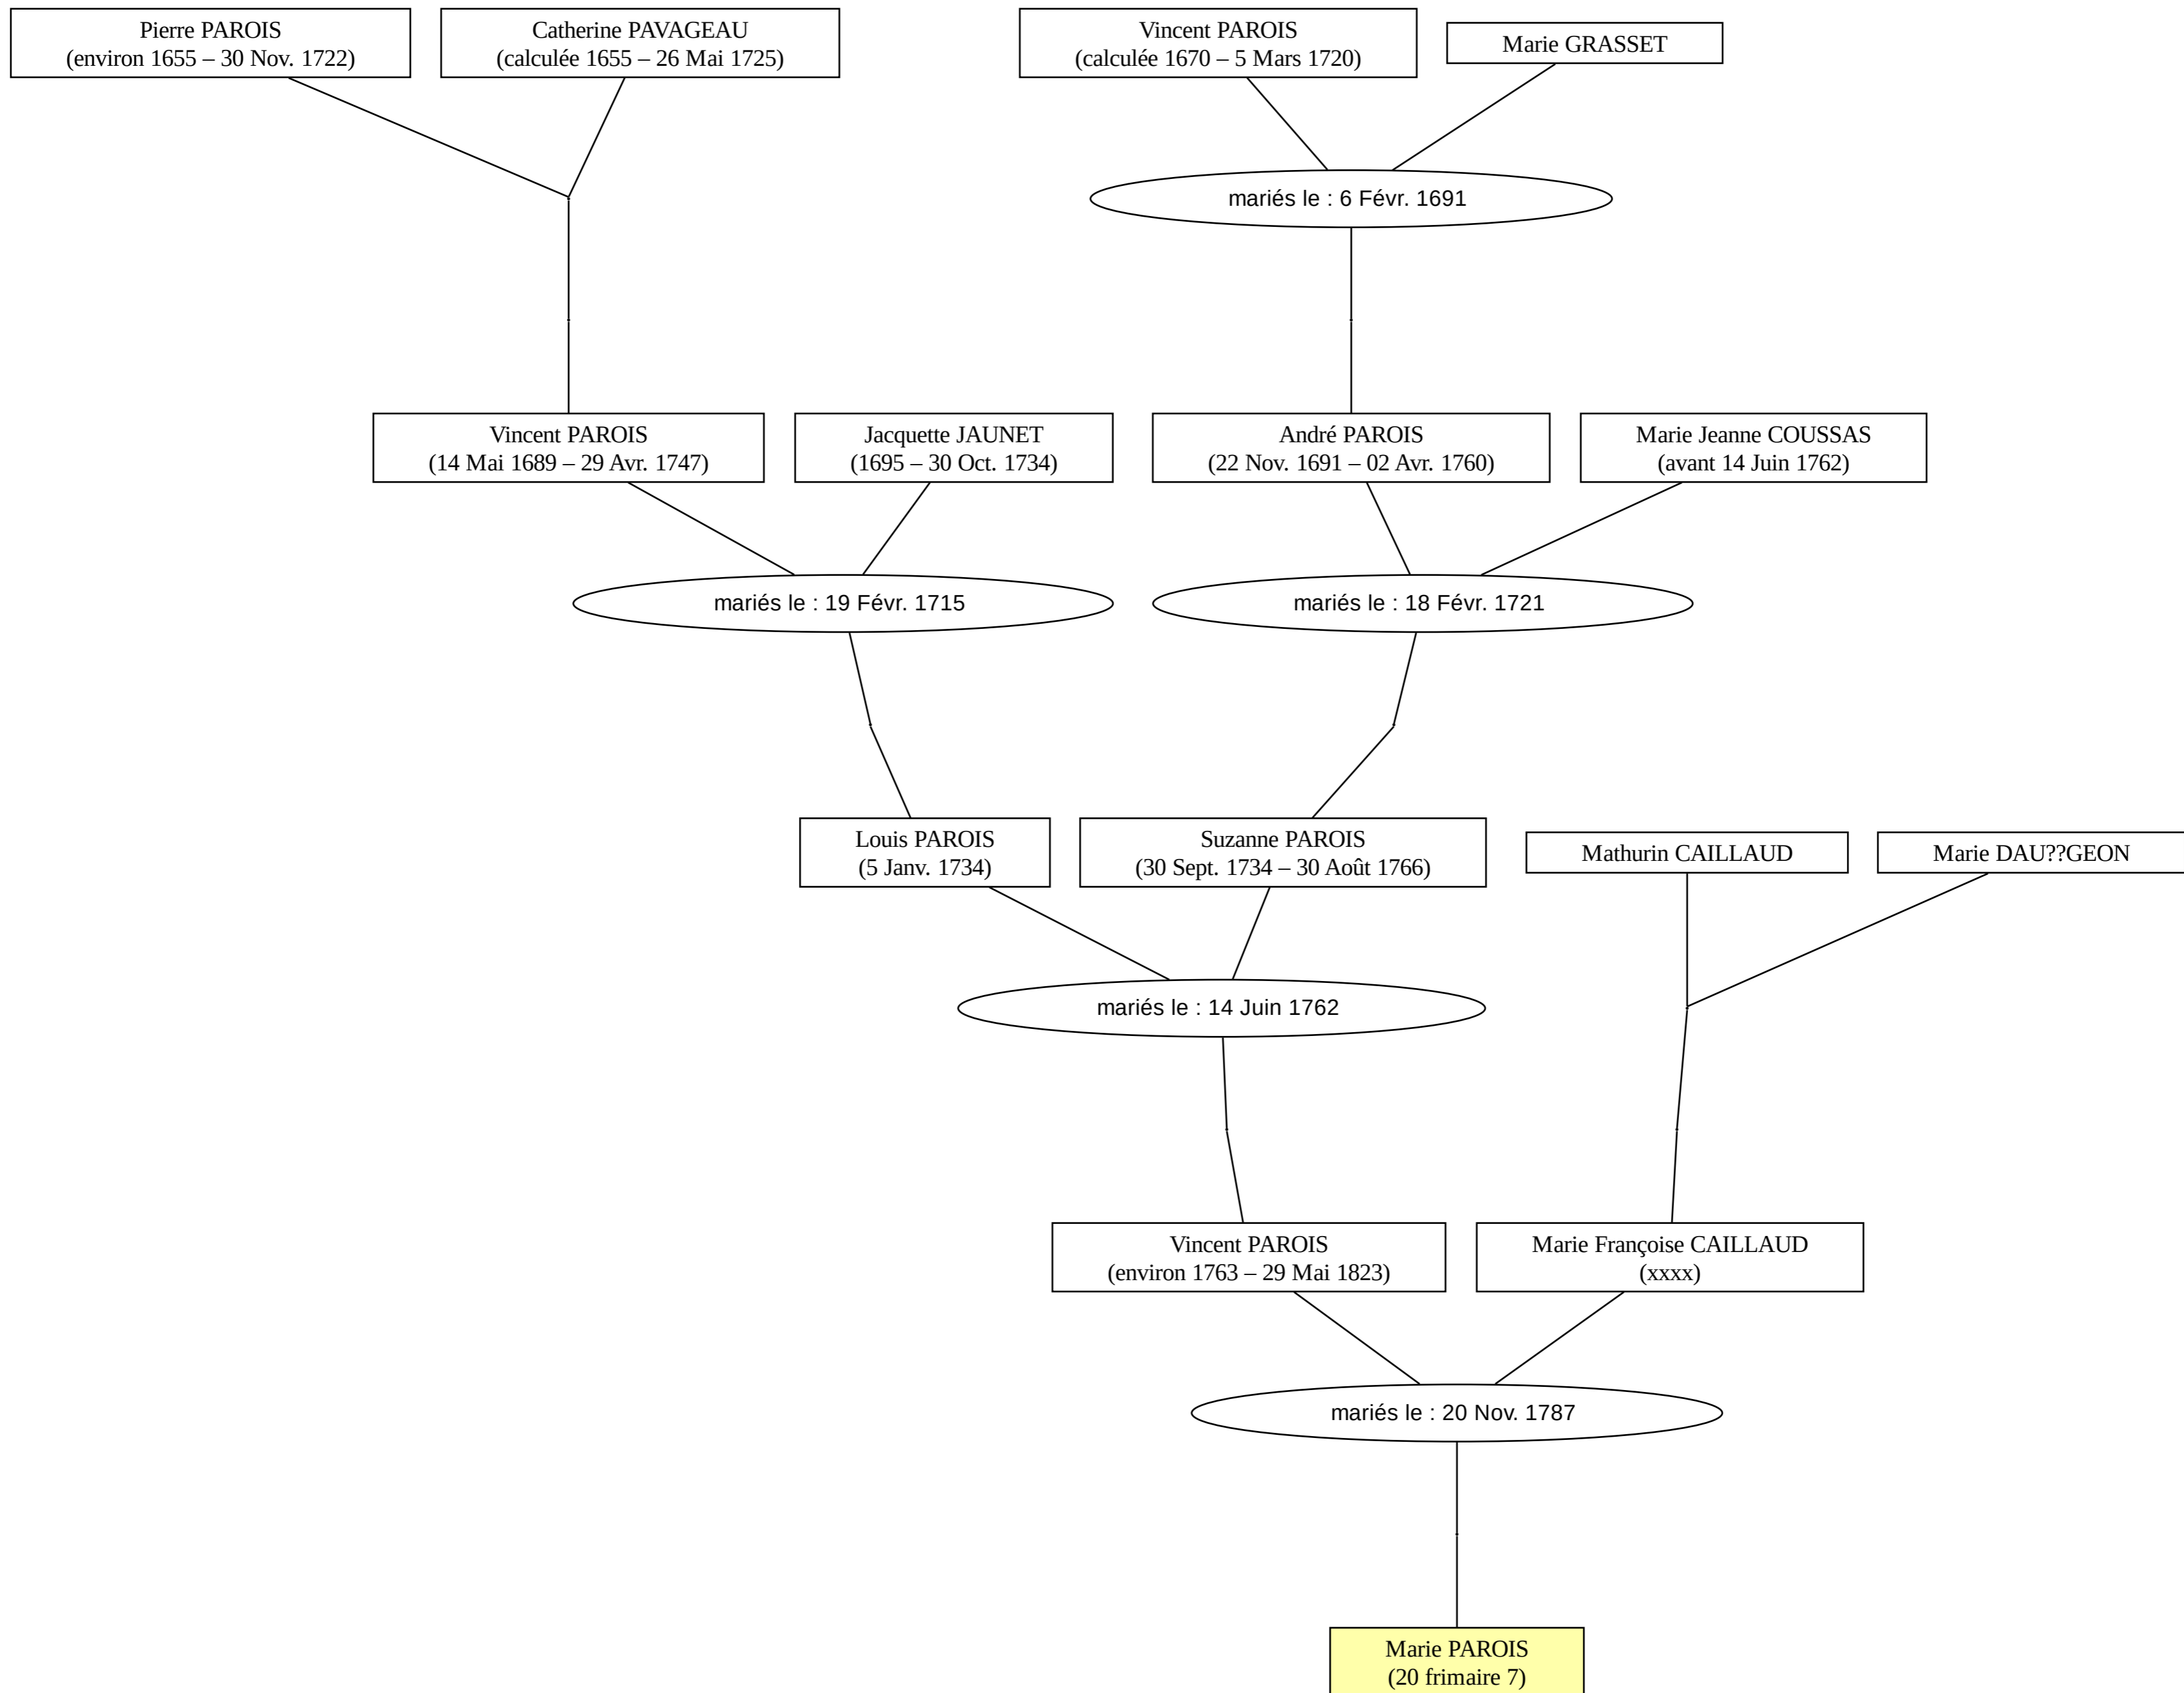 Pierre PAROIS
(environ 1655 – 30 Nov. 1722)
Catherine PAVAGEAU
(calculée 1655 – 26 Mai 1725)
Vincent PAROIS
(calculée 1670 – 5 Mars 1720)
Marie GRASSET
mariés le : 6 Févr. 1691
Vincent PAROIS
(14 Mai 1689 – 29 Avr. 1747)
Jacquette JAUNET
(1695 – 30 Oct. 1734)
André PAROIS
(22 Nov. 1691 – 02 Avr. 1760)
Marie Jeanne COUSSAS
(avant 14 Juin 1762)
mariés le : 19 Févr. 1715
mariés le : 18 Févr. 1721
Louis PAROIS
(5 Janv. 1734)
Suzanne PAROIS
(30 Sept. 1734 – 30 Août 1766)
Mathurin CAILLAUD
Marie DAU??GEON
mariés le : 14 Juin 1762
Vincent PAROIS
(environ 1763 – 29 Mai 1823)
Marie Françoise CAILLAUD
(xxxx)
mariés le : 20 Nov. 1787
Marie PAROIS
(20 frimaire 7)